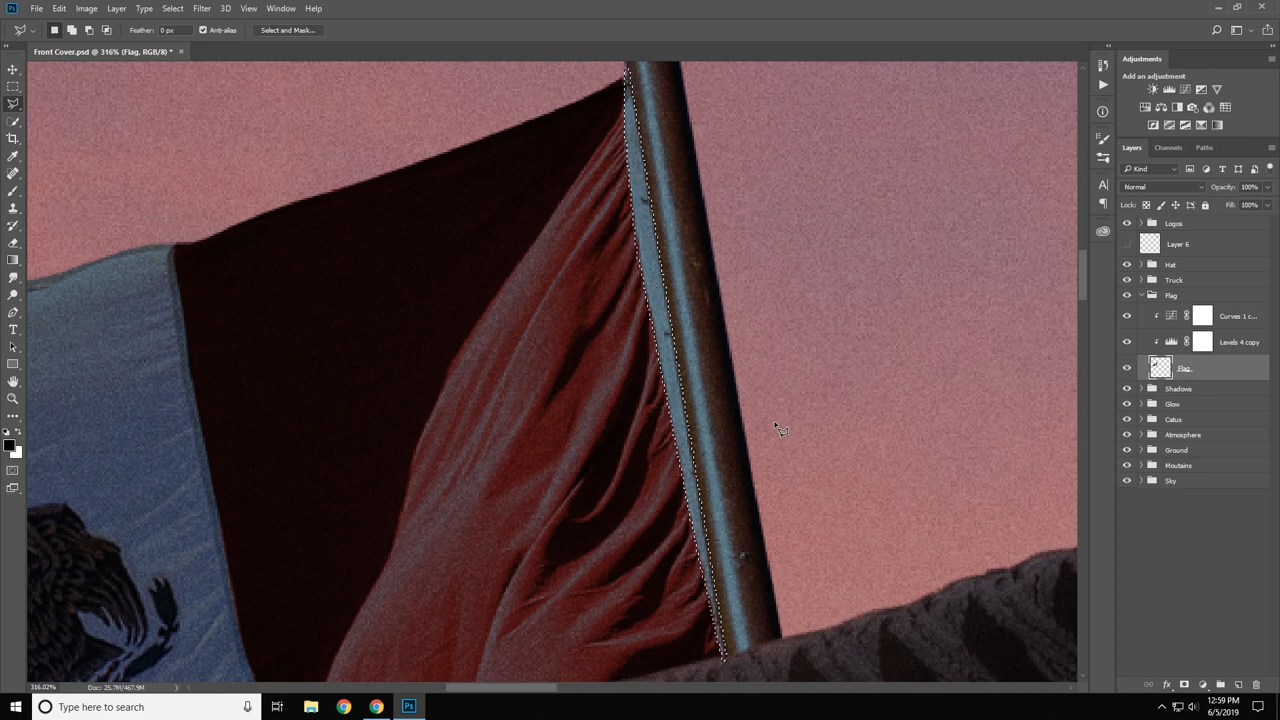 Ps File Edit Image Layer Type Select Filter 3D View Window Help
Feather: 0 px Anti-alias Select and Mask...
Front Cover.psd @ 316% (Flag, RGB/8) *
Adjustments
Add an adjustment
Layers Channels Paths
Kind
Normal Opacity: 100%
Lock: Fill: 100%
Logos
Layer 6
Hat
Truck
Flag
Curves 1 c...
Levels 4 copy
Flag
Shadows
Glow
Catus
Atmosphere
Ground
Moutains
Sky
316.02% Doc: 25.7M/467.9M
Type here to search
Ps
12:59 PM
6/5/2019